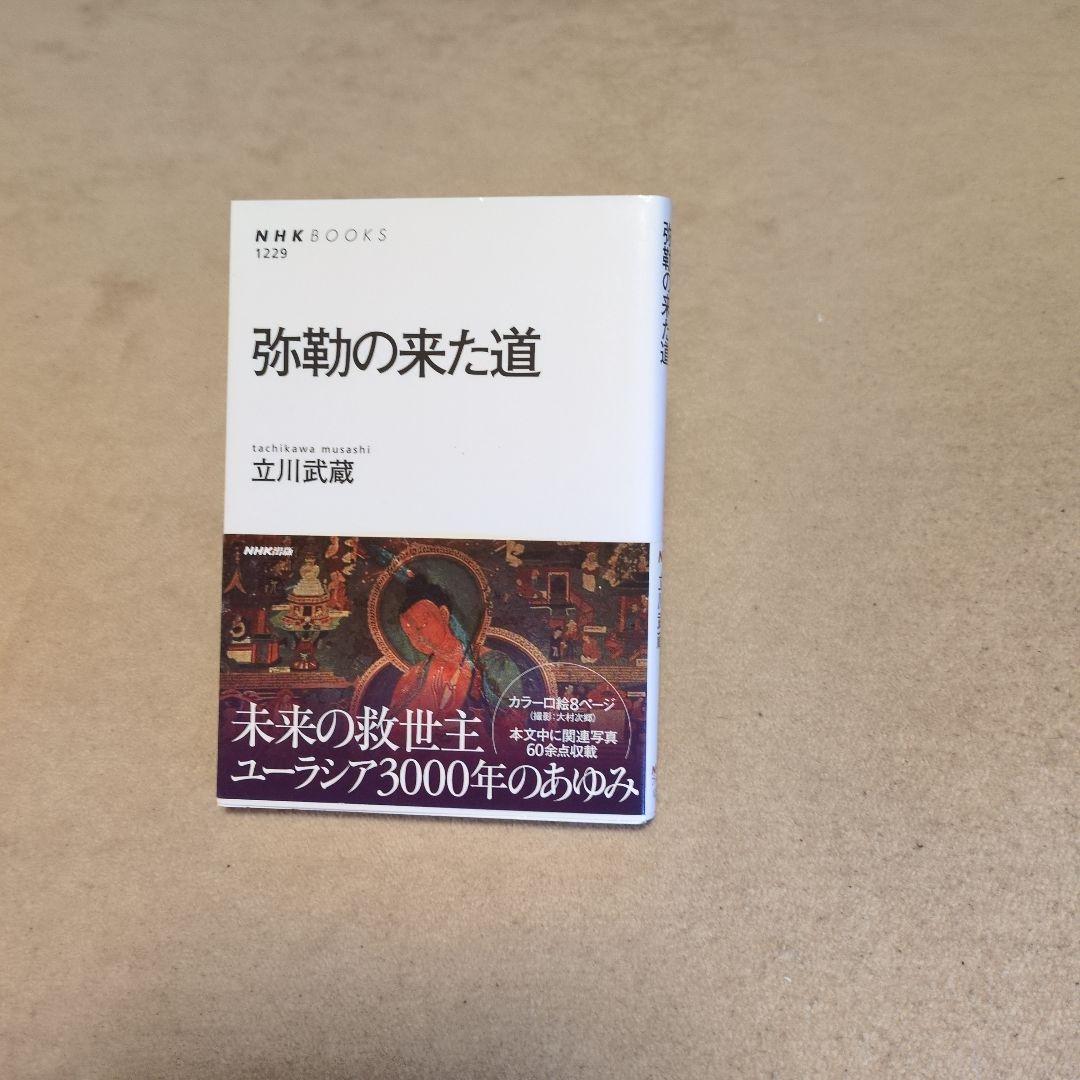 NHK BOOKS
1229
弥勒の来た道
tachikawa musashi
立川武蔵
NHK出版
カラー口絵8ページ
(撮影:大村次郷)
本文中に関連写真
60余点収載
未来の救世主
ユーラシア3000年のあゆみ
弥勒の来た道